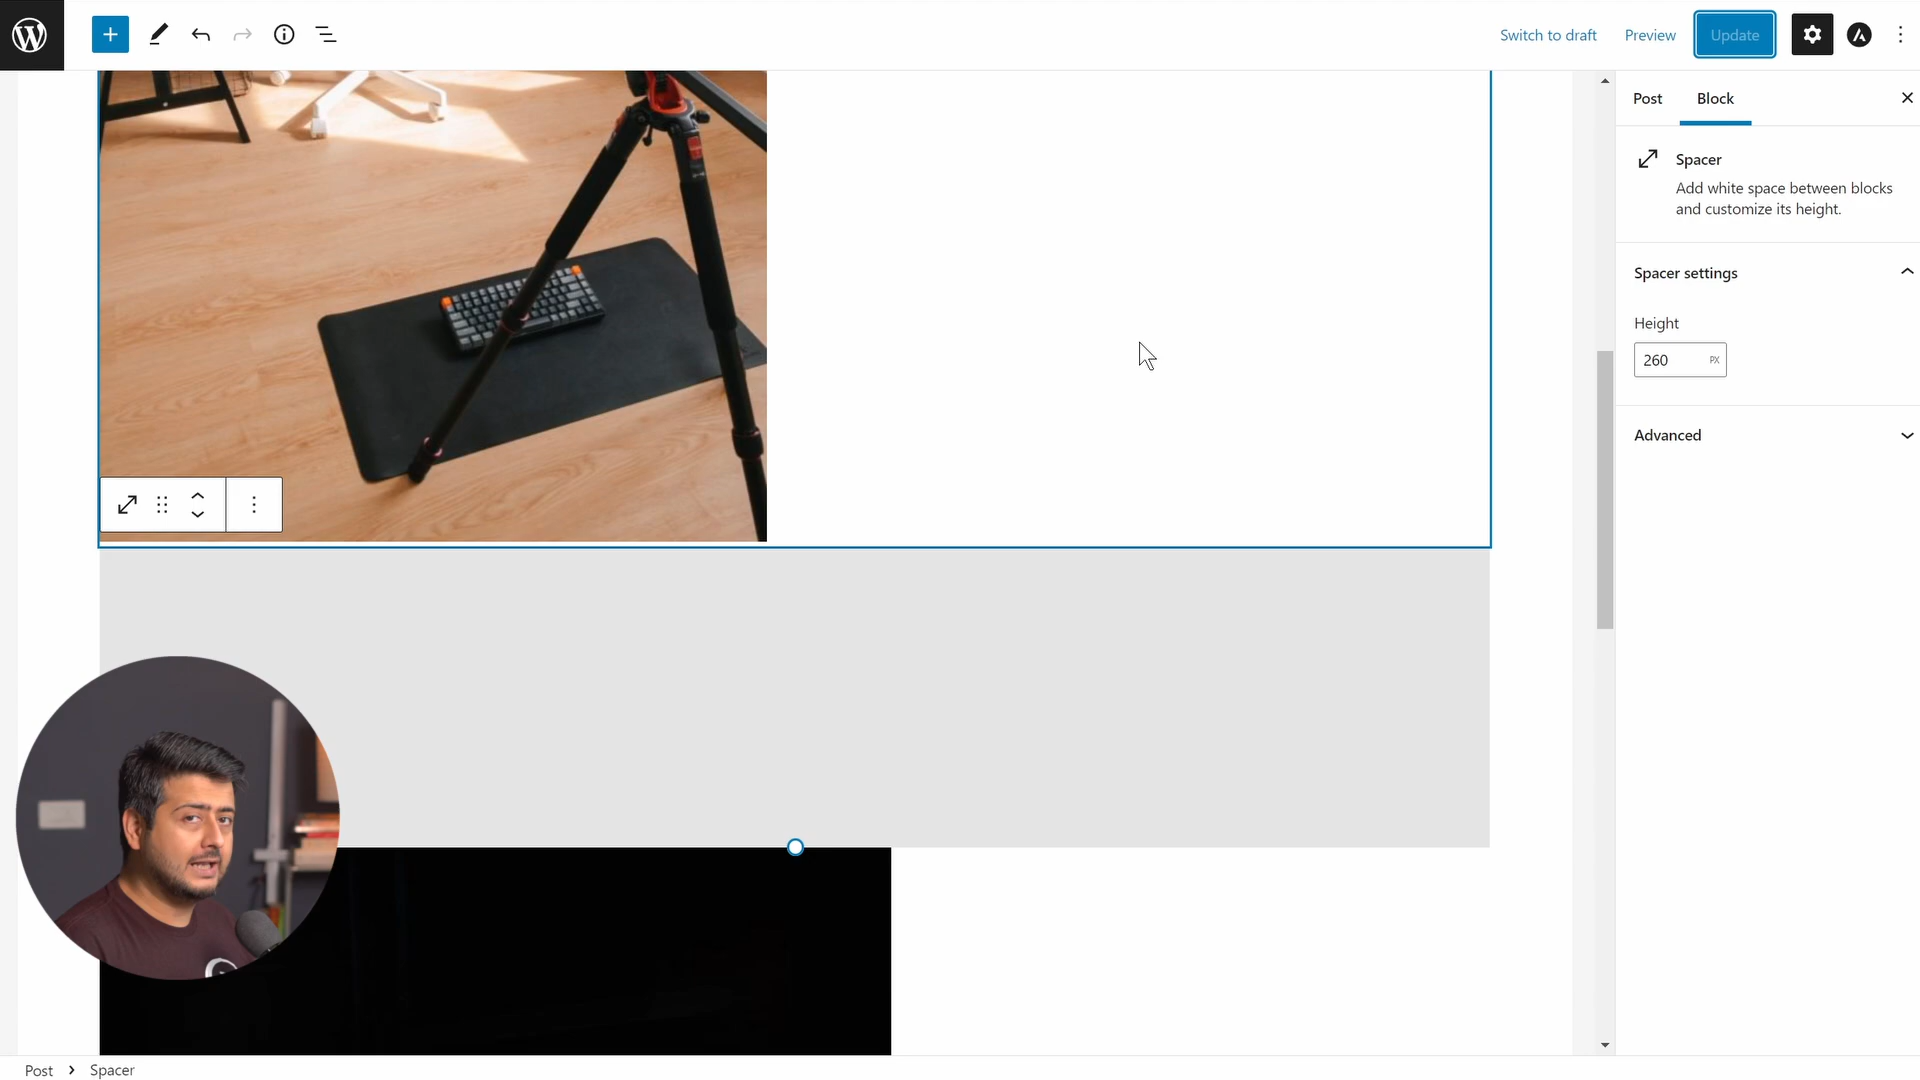 Switch to draft
Preview
Update
Post
Block
Spacer
Add white space between blocks
and customize its height.
Spacer settings
Height
260
PX
Advanced
Post
Spacer